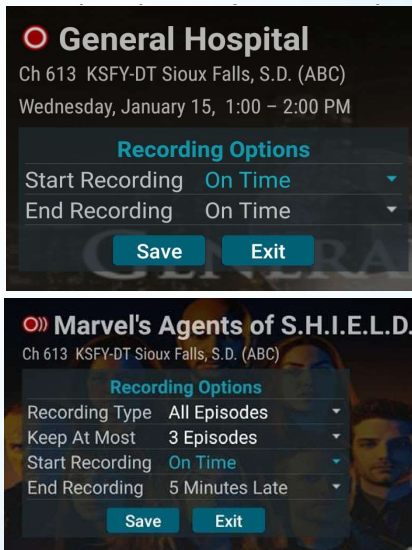 General Hospital
Ch 613 KSFY-DT Sioux Falls, S.D. (ABC)
Wednesday, January 15, 1:00 – 2:00 PM
Recording Options
Start Recording On Time
End Recording On Time
Save Exit
GENERA
Marvel's Agents of S.H.I.E.L.D.
Ch 613 KSFY-DT Sioux Falls, S.D. (ABC)
Recording Options
Recording Type All Episodes
Keep At Most 3 Episodes
Start Recording On Time
End Recording 5 Minutes Late
Save Exit